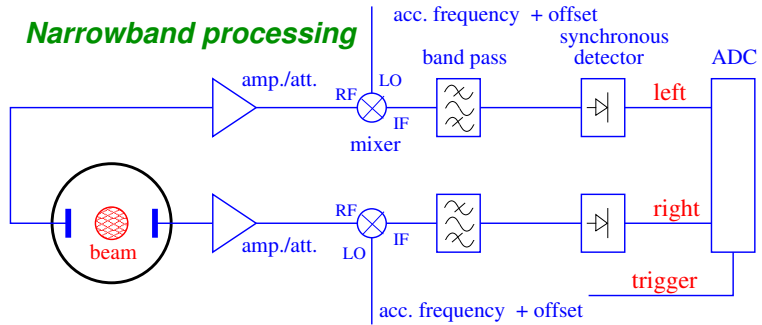 Narrowband processing
acc. frequency + offset
amp./att.
RF
LO
IF
mixer
band pass
synchronous
detector
ADC
left
beam
amp./att.
RF
LO
IF
right
trigger
acc. frequency + offset